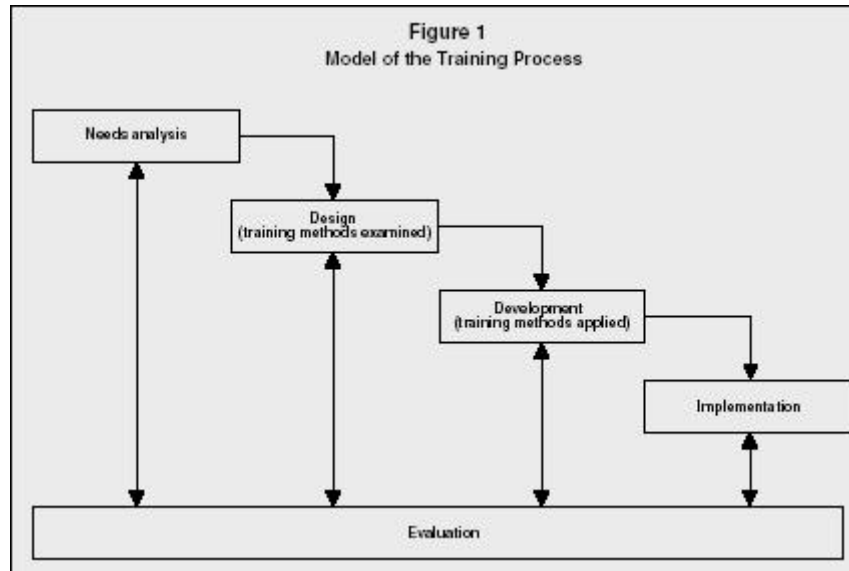 Figure 1
Model of the Training Process
Needs analysis
Design
(training methods examined)
Development
(training methods applied)
Implementation
Evaluation